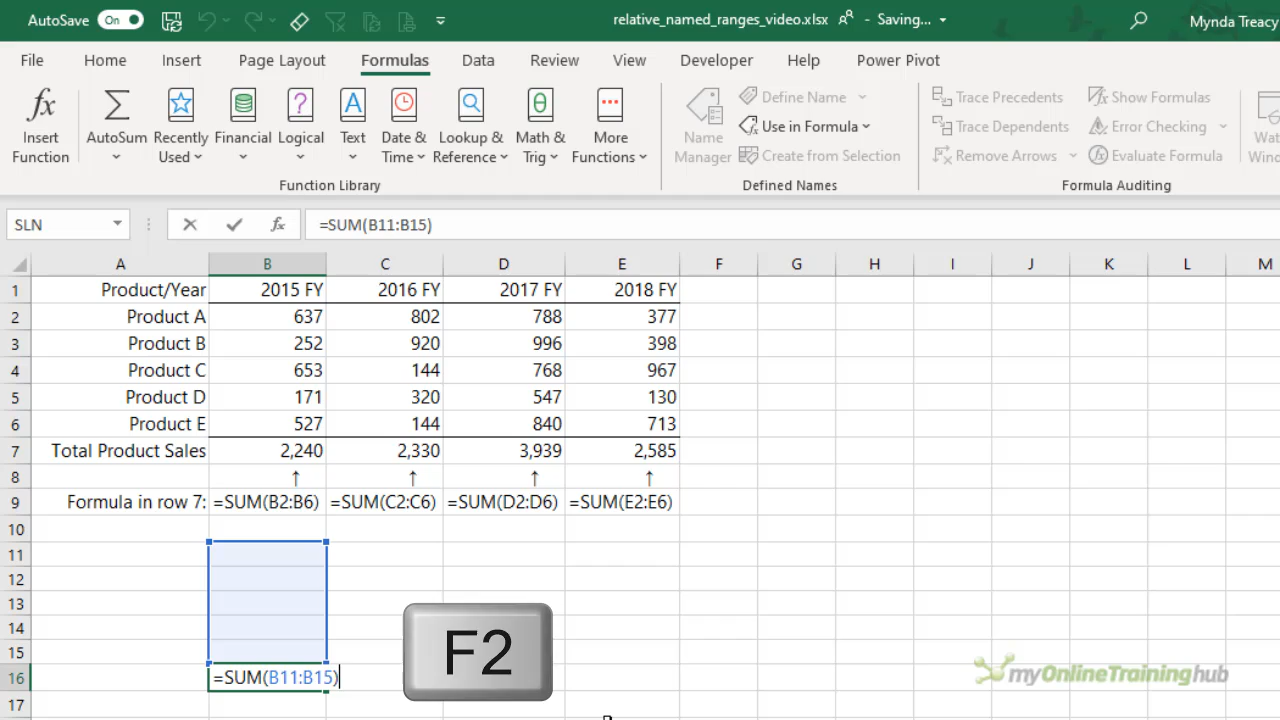 AutoSave On relative_named_ranges_video.xlsx - Saving... Mynda Treacy
File Home Insert Page Layout Formulas Data Review View Developer Help Power Pivot
fx Insert Function
AutoSum
Recently Used
Financial
Logical
Text
Date & Time
Lookup & Reference
Math & Trig
More Functions
Function Library
Name Manager
Define Name
Use in Formula
Create from Selection
Defined Names
Trace Precedents
Trace Dependents
Remove Arrows
Show Formulas
Error Checking
Evaluate Formula
Formula Auditing
SLN fx =SUM(B11:B15)
A B C D E F G H I J K L M
1 Product/Year 2015 FY 2016 FY 2017 FY 2018 FY
2 Product A 637 802 788 377
3 Product B 252 920 996 398
4 Product C 653 144 768 967
5 Product D 171 320 547 130
6 Product E 527 144 840 713
7 Total Product Sales 2,240 2,330 3,939 2,585
8 ↑ ↑ ↑ ↑
9 Formula in row 7: =SUM(B2:B6) =SUM(C2:C6) =SUM(D2:D6) =SUM(E2:E6)
10
11
12
13
14
15
16 =SUM(B11:B15)
17
F2
myOnlineTraininghub